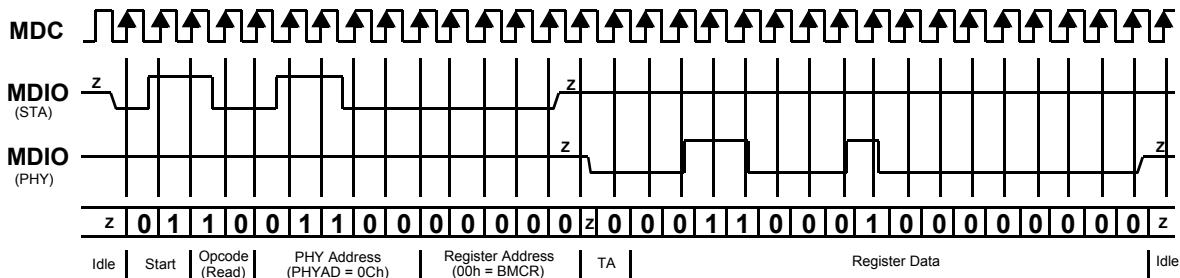 MDC
z
MDIO
(STA)
z
MDIO
(PHY)
z
z
z 0 1 1 0 0 1 1 0 0 0 0 0 0 0 z 0 0 0 1 1 0 0 0 1 0 0 0 0 0 0 0 0 z
Idle Start Opcode (Read) PHY Address (PHYAD = 0Ch) Register Address (00h = BMCR) TA Register Data Idle